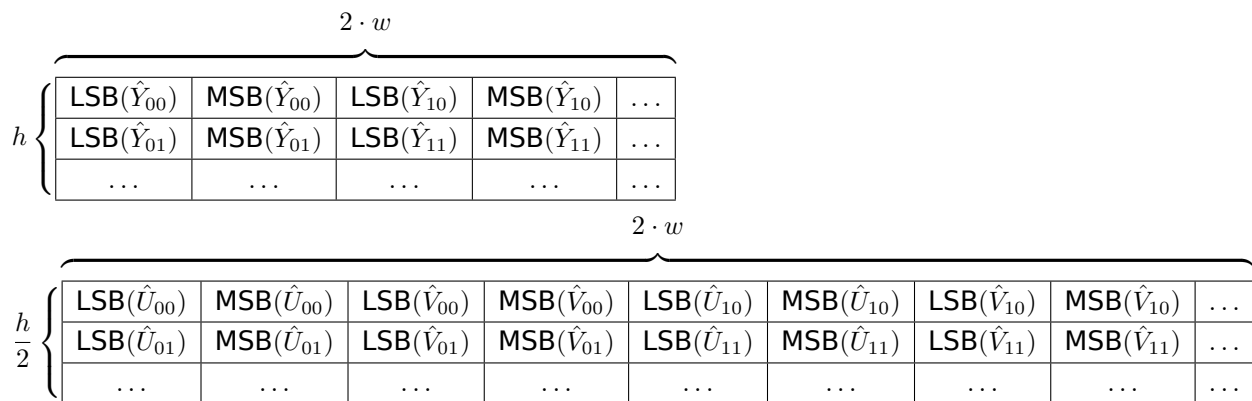 2 · w
h
LSB(Ŷ₀₀) MSB(Ŷ₀₀) LSB(Ŷ₁₀) MSB(Ŷ₁₀) ...
LSB(Ŷ₀₁) MSB(Ŷ₀₁) LSB(Ŷ₁₁) MSB(Ŷ₁₁) ...
... ... ... ... ...
2 · w
h/2
LSB(Û₀₀) MSB(Û₀₀) LSB(V̂₀₀) MSB(V̂₀₀) LSB(Û₁₀) MSB(Û₁₀) LSB(V̂₁₀) MSB(V̂₁₀) ...
LSB(Û₀₁) MSB(Û₀₁) LSB(V̂₀₁) MSB(V̂₀₁) LSB(Û₁₁) MSB(Û₁₁) LSB(V̂₁₁) MSB(V̂₁₁) ...
... ... ... ... ... ... ... ... ...